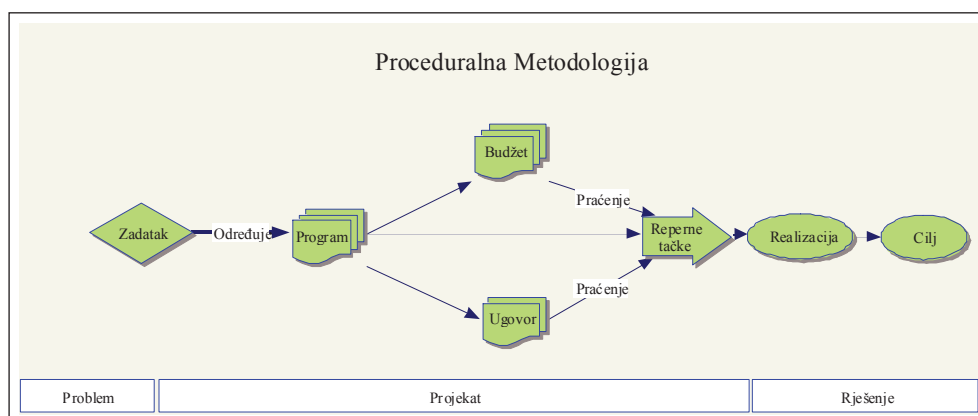 Proceduralna Metodologija
Budžet
Praćenje
Zadatak
Određuje
Program
Reperne
tačke
Realizacija
Cilj
Praćenje
Ugovor
Problem
Projekat
Rješenje